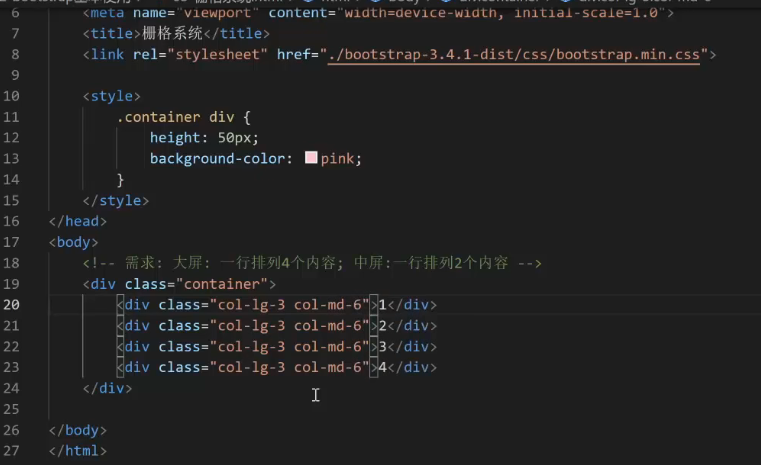 6 <meta name="viewport" content="width=device-width, initial-scale=1.0">
7 <title>栅格系统</title>
8 <link rel="stylesheet" href="./bootstrap-3.4.1-dist/css/bootstrap.min.css">
9
10 <style>
11 .container div {
12 height: 50px;
13 background-color: pink;
14 }
15 </style>
16 </head>
17 <body>
18 <!-- 需求: 大屏: 一行排列4个内容; 中屏:一行排列2个内容 -->
19 <div class="container">
20 <div class="col-lg-3 col-md-6">1</div>
21 <div class="col-lg-3 col-md-6">2</div>
22 <div class="col-lg-3 col-md-6">3</div>
23 <div class="col-lg-3 col-md-6">4</div>
24 </div>
25
26 </body>
27 </html>